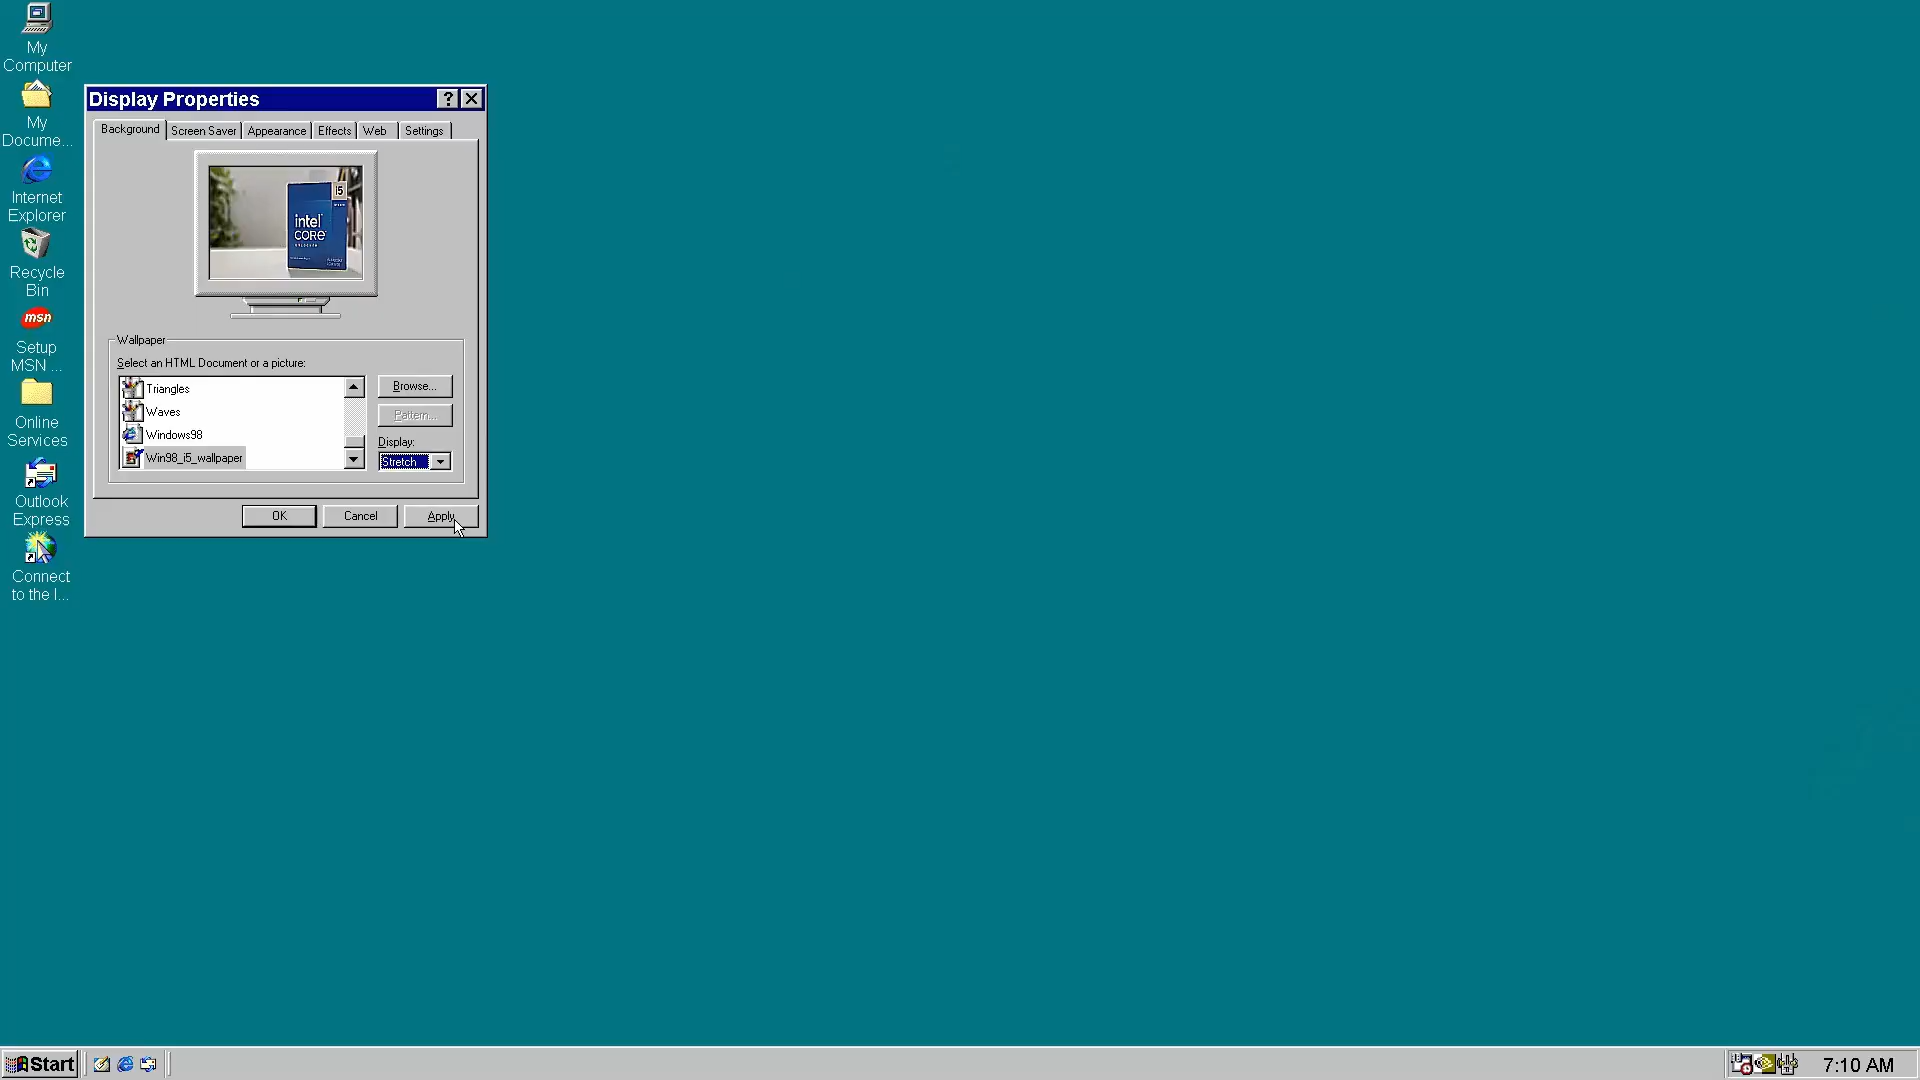 My
Computer
My
Docume...
Internet
Explorer
Recycle
Bin
msn
Setup
MSN ...
Online
Services
Outlook
Express
Connect
to the I...
Display Properties
?
Background
Screen Saver
Appearance
Effects
Web
Settings
i5
intel
CORE
Wallpaper
Select an HTML Document or a picture:
Triangles
Waves
Windows98
Win98_i5_wallpaper
Browse...
Pattern...
Display:
Stretch
OK
Cancel
Apply
Start
7:10 AM